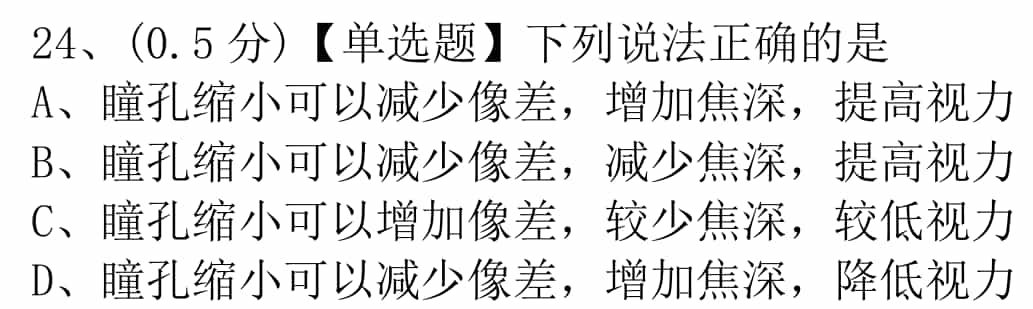 24、(0.5分)【单选题】下列说法正确的是
A、瞳孔缩小可以减少像差，增加焦深，提高视力
B、瞳孔缩小可以减少像差，减少焦深，提高视力
C、瞳孔缩小可以增加像差，较少焦深，较低视力
D、瞳孔缩小可以减少像差，增加焦深，降低视力